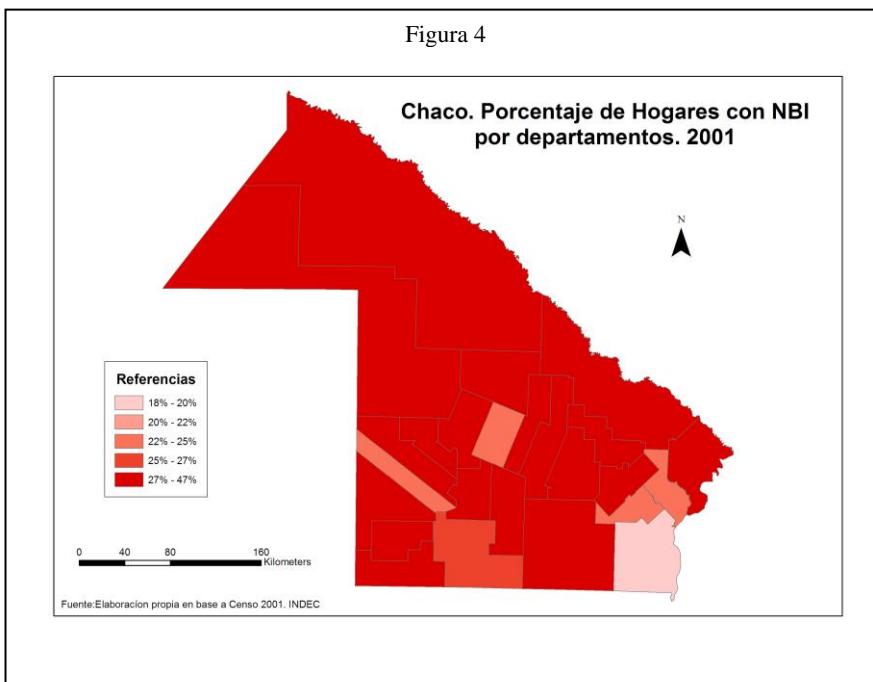 Figura 4
Chaco. Porcentaje de Hogares con NBI
por departamentos. 2001
N
Referencias
18% - 20%
20% - 22%
22% - 25%
25% - 27%
27% - 47%
0 40 80 160
Kilometers
Fuente:Elaboracíon propia en base a Censo 2001. INDEC